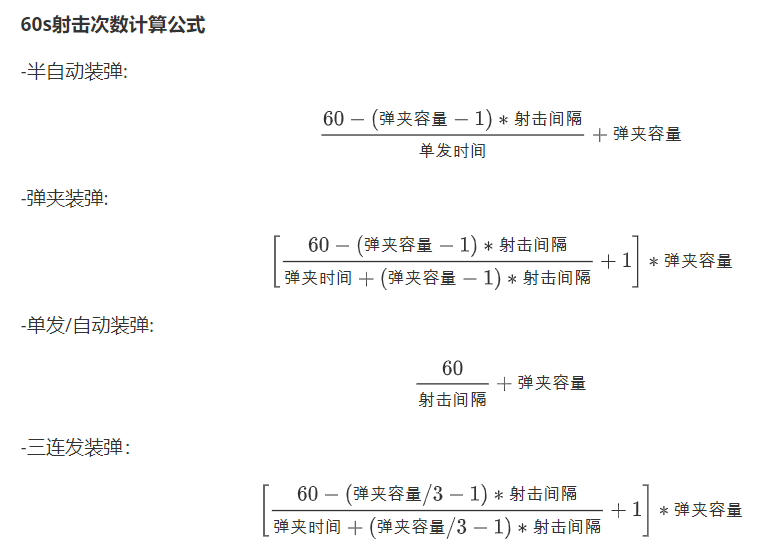 60s射击次数计算公式
-半自动装弹:
60 − (弹夹容量 − 1) ∗ 射击间隔
单发时间
+ 弹夹容量
-弹夹装弹:
[
60 − (弹夹容量 − 1) ∗ 射击间隔
弹夹时间 + (弹夹容量 − 1) ∗ 射击间隔
+ 1] ∗ 弹夹容量
-单发/自动装弹:
60
射击间隔
+ 弹夹容量
-三连发装弹：
[
60 − (弹夹容量/3 − 1) ∗ 射击间隔
弹夹时间 + (弹夹容量/3 − 1) ∗ 射击间隔
+ 1] ∗ 弹夹容量